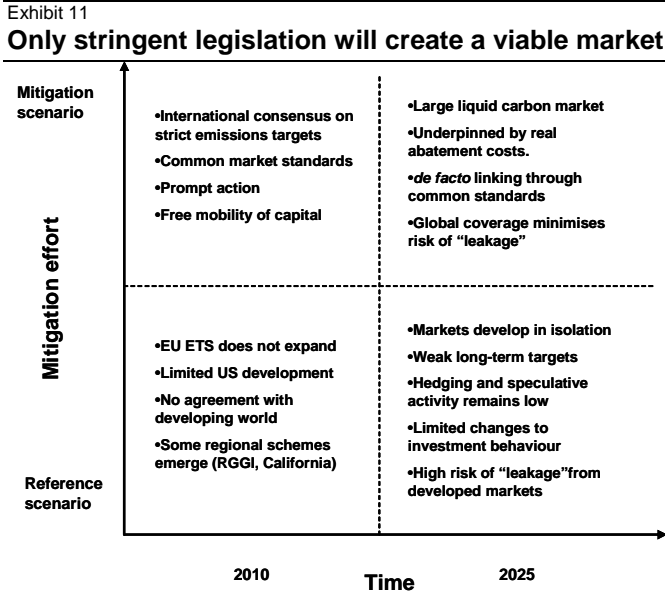 Exhibit 11
Only stringent legislation will create a viable market
Mitigation
scenario
•International consensus on
strict emissions targets
•Common market standards
•Prompt action
•Free mobility of capital
•Large liquid carbon market
•Underpinned by real
abatement costs.
•de facto linking through
common standards
•Global coverage minimises
risk of “leakage”
Mitigation effort
•EU ETS does not expand
•Limited US development
•No agreement with
developing world
•Some regional schemes
emerge (RGGI, California)
•Markets develop in isolation
•Weak long-term targets
•Hedging and speculative
activity remains low
•Limited changes to
investment behaviour
•High risk of “leakage”from
developed markets
Reference
scenario
2010
Time
2025